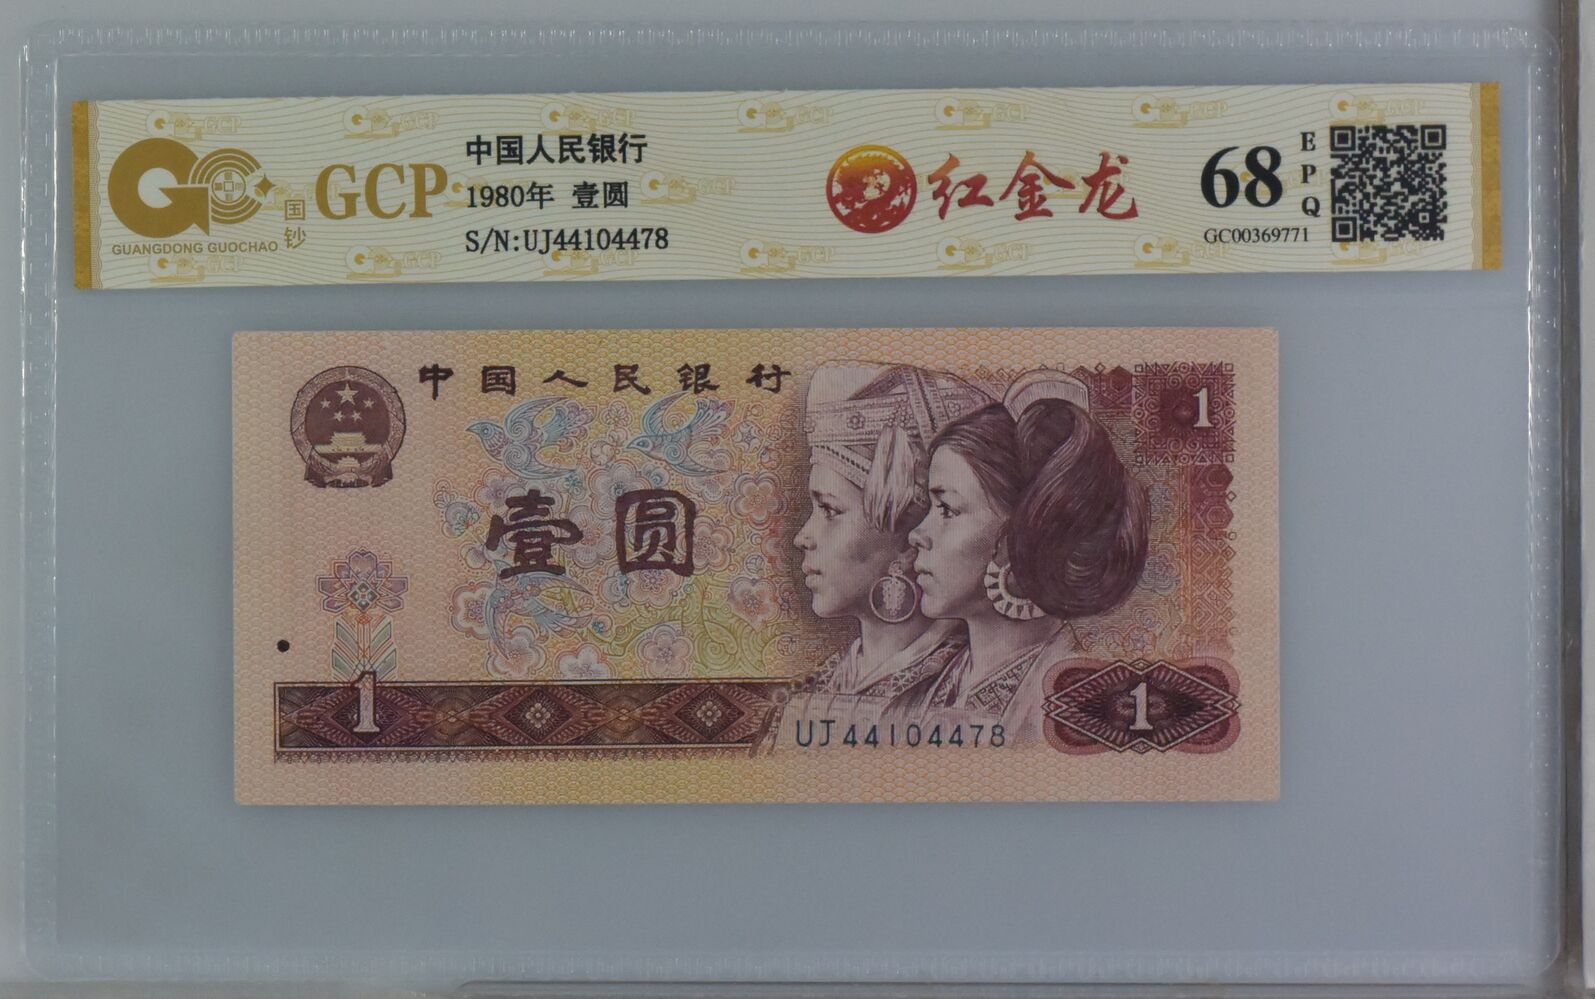 GCP
国钞
GUANGDONG GUOCHAO
中国人民银行
1980年 壹圆
S/N:UJ44104478
红金龙
68
EPQ
GC00369771
中国人民银行
1
壹圆
1
UJ44104478
1